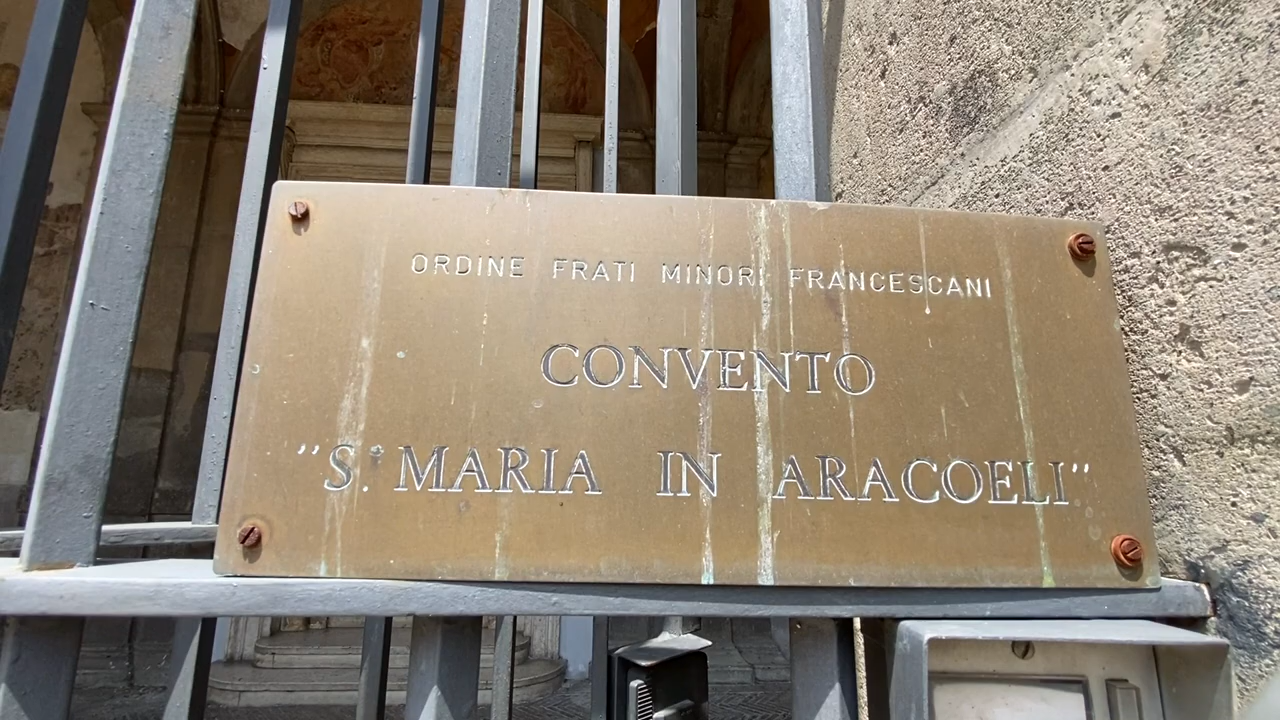 ORDINE FRATI MINORI FRANCESCANI
CONVENTO
"S.ª MARIA IN ARACOELI"